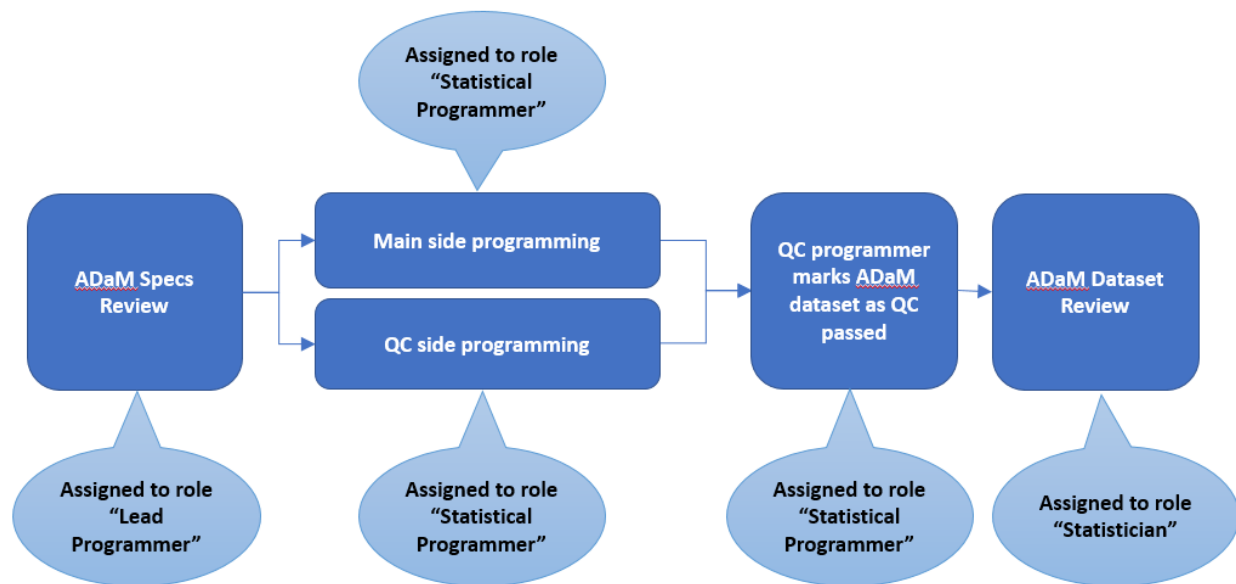 Assigned to role
“Statistical
Programmer”
ADaM Specs
Review
Main side programming
QC side programming
QC programmer
marks ADaM
dataset as QC
passed
ADaM Dataset
Review
Assigned to role
“Lead
Programmer”
Assigned to role
“Statistical
Programmer”
Assigned to role
“Statistical
Programmer”
Assigned to role
“Statistician”